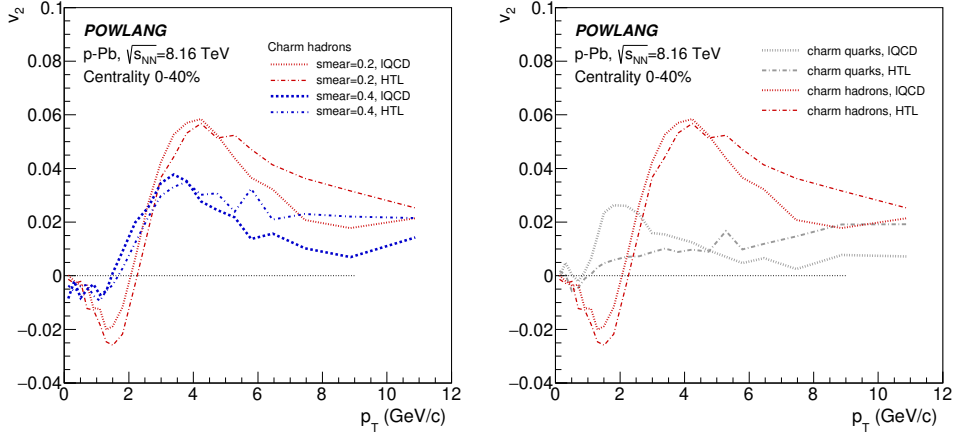 v₂
0.1
0.08
0.06
0.04
0.02
0
−0.02
−0.04
POWLANG
p-Pb, √sNN=8.16 TeV
Centrality 0-40%
Charm hadrons
smear=0.2, lQCD
smear=0.2, HTL
smear=0.4, lQCD
smear=0.4, HTL
0 2 4 6 8 10 12
p_T (GeV/c)
v₂
0.1
0.08
0.06
0.04
0.02
0
−0.02
−0.04
POWLANG
p-Pb, √sNN=8.16 TeV
Centrality 0-40%
charm quarks, lQCD
charm quarks, HTL
charm hadrons, lQCD
charm hadrons, HTL
0 2 4 6 8 10 12
p_T (GeV/c)